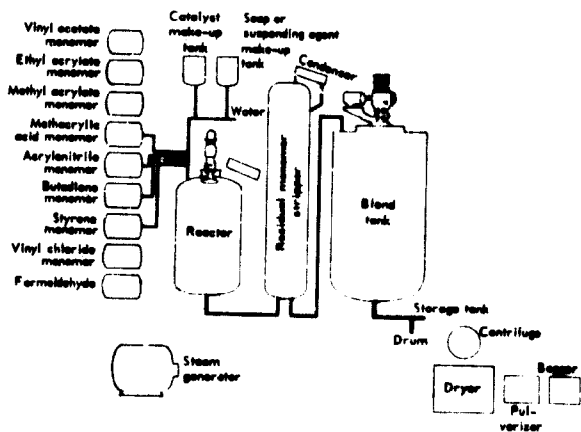 Vinyl acetate
monomer
Ethyl acrylate
monomer
Methyl acrylate
monomer
Methacrylic
acid monomer
Acrylonitrile
monomer
Butadiene
monomer
Styrene
monomer
Vinyl chloride
monomer
Formaldehyde
Catalyst
make-up
tank
Soap or
suspending agent
make-up
tank
Water
Condenser
Reactor
Residual monomer
stripper
Blend
tank
Storage tank
Drum
Centrifuge
Steam
generator
Dryer
Bagger
Pul-
verizer